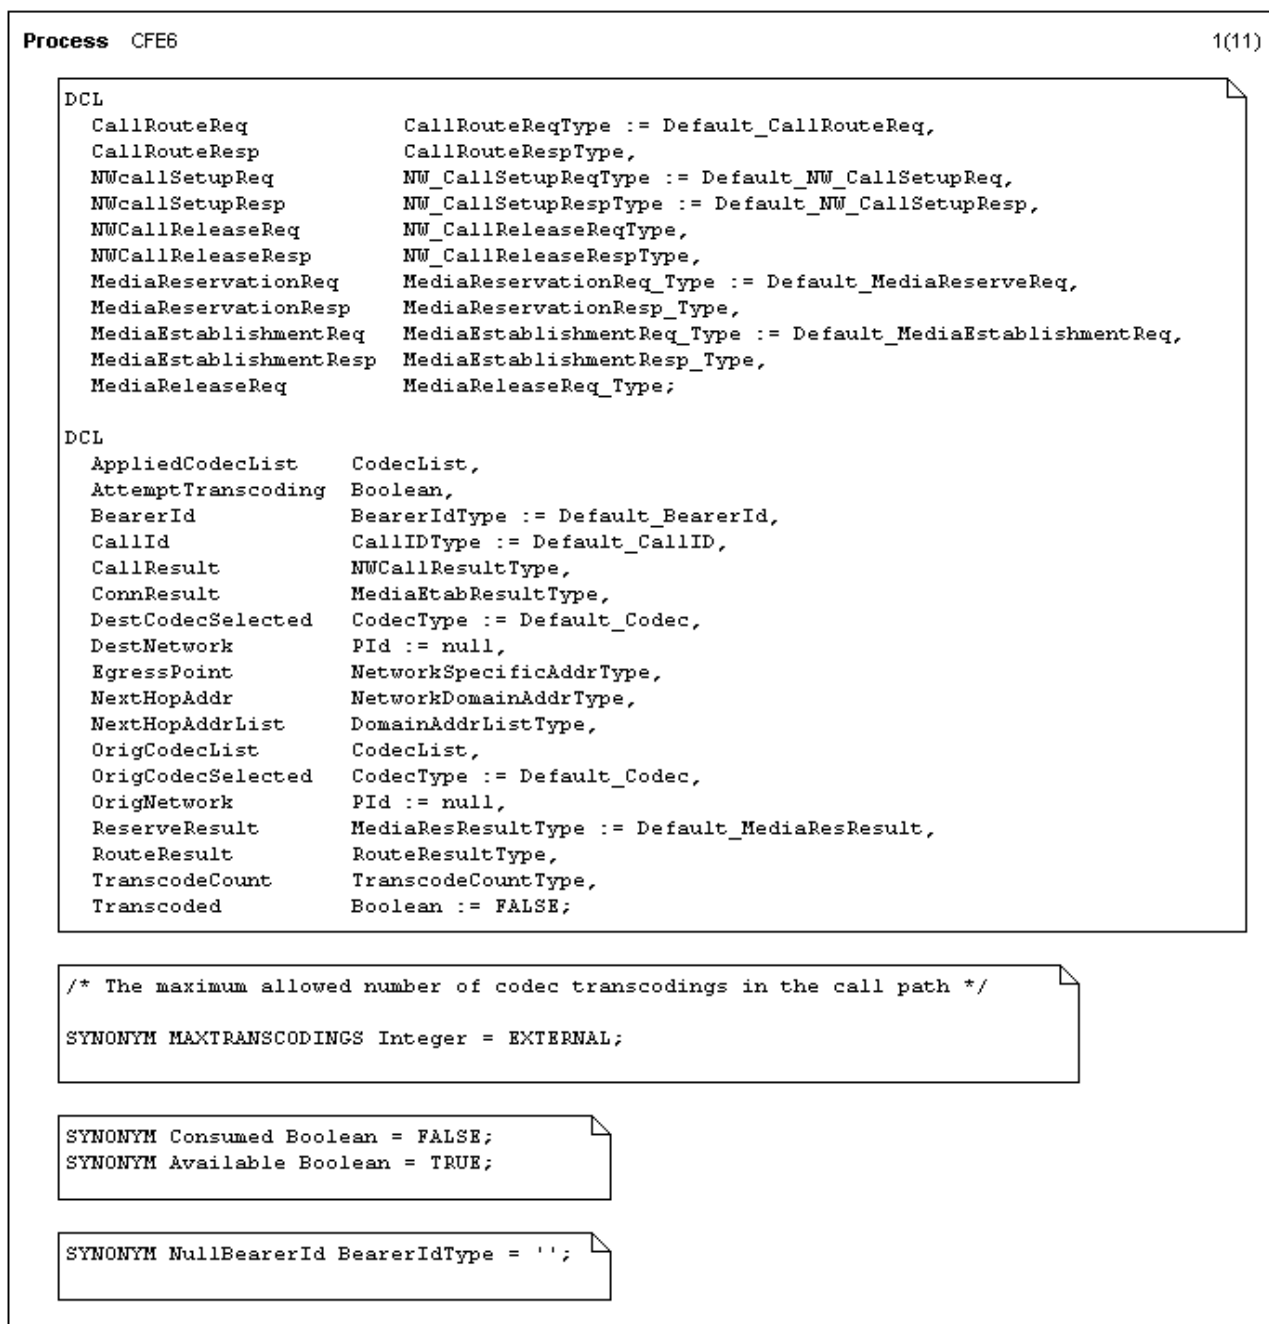 Process CFE6 1(11)
DCL
CallRouteReq CallRouteReqType := Default_CallRouteReq,
CallRouteResp CallRouteRespType,
NWcallSetupReq NW_CallSetupReqType := Default_NW_CallSetupReq,
NWcallSetupResp NW_CallSetupRespType := Default_NW_CallSetupResp,
NWCallReleaseReq NW_CallReleaseReqType,
NWCallReleaseResp NW_CallReleaseRespType,
MediaReservationReq MediaReservationReq_Type := Default_MediaReserveReq,
MediaReservationResp MediaReservationResp_Type,
MediaEstablishmentReq MediaEstablishmentReq_Type := Default_MediaEstablishmentReq,
MediaEstablishmentResp MediaEstablishmentResp_Type,
MediaReleaseReq MediaReleaseReq_Type;
DCL
AppliedCodecList CodecList,
AttemptTranscoding Boolean,
BearerId BearerIdType := Default_BearerId,
CallId CallIDType := Default_CallID,
CallResult NWCallResultType,
ConnResult MediaEtabResultType,
DestCodecSelected CodecType := Default_Codec,
DestNetwork PId := null,
EgressPoint NetworkSpecificAddrType,
NextHopAddr NetworkDomainAddrType,
NextHopAddrList DomainAddrListType,
OrigCodecList CodecList,
OrigCodecSelected CodecType := Default_Codec,
OrigNetwork PId := null,
ReserveResult MediaResResultType := Default_MediaResResult,
RouteResult RouteResultType,
TranscodeCount TranscodeCountType,
Transcoded Boolean := FALSE;
/* The maximum allowed number of codec transcodings in the call path */
SYNONYM MAXTRANSCODINGS Integer = EXTERNAL;
SYNONYM Consumed Boolean = FALSE;
SYNONYM Available Boolean = TRUE;
SYNONYM NullBearerId BearerIdType = '';